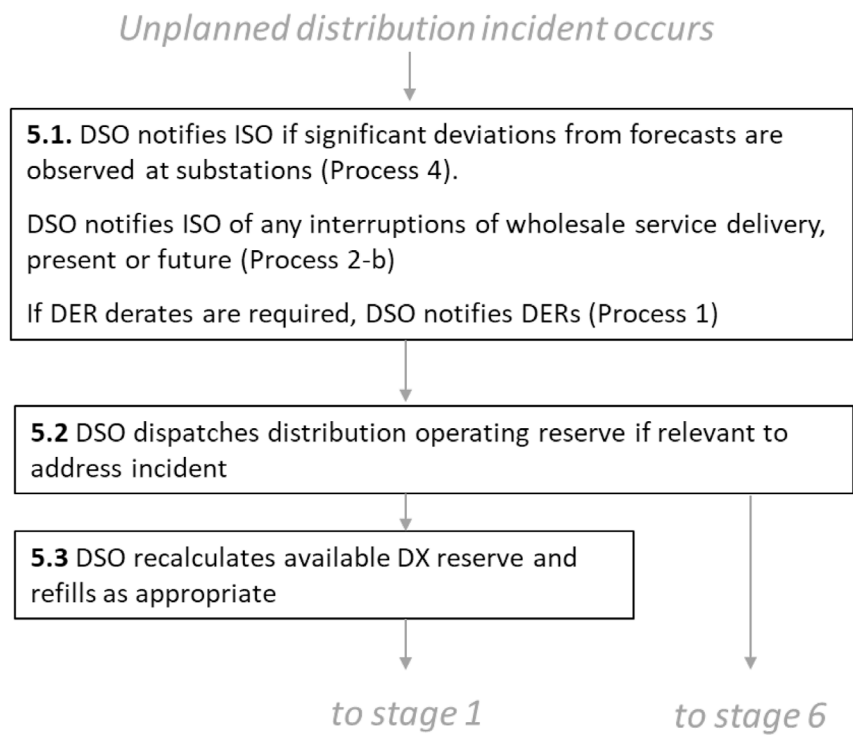 Unplanned distribution incident occurs
5.1. DSO notifies ISO if significant deviations from forecasts are
observed at substations (Process 4).
DSO notifies ISO of any interruptions of wholesale service delivery,
present or future (Process 2-b)
If DER derates are required, DSO notifies DERs (Process 1)
5.2 DSO dispatches distribution operating reserve if relevant to
address incident
5.3 DSO recalculates available DX reserve and
refills as appropriate
to stage 1
to stage 6